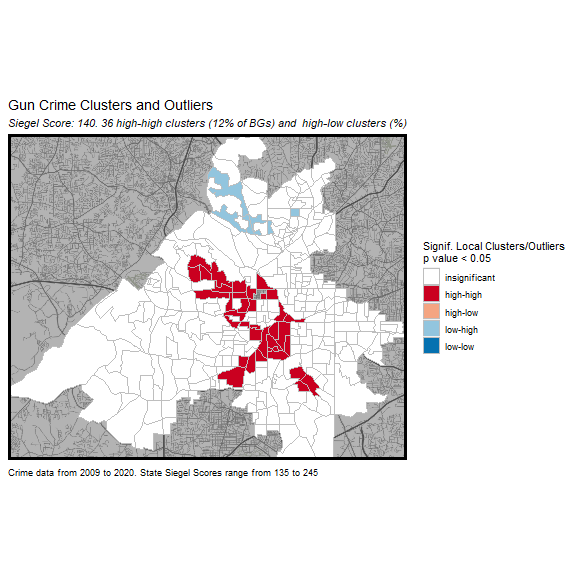 Gun Crime Clusters and Outliers
Siegel Score: 140. 36 high-high clusters (12% of BGs) and  high-low clusters (%)
Signif. Local Clusters/Outliers
p value < 0.05
insignificant
high-high
high-low
low-high
low-low
Crime data from 2009 to 2020. State Siegel Scores range from 135 to 245